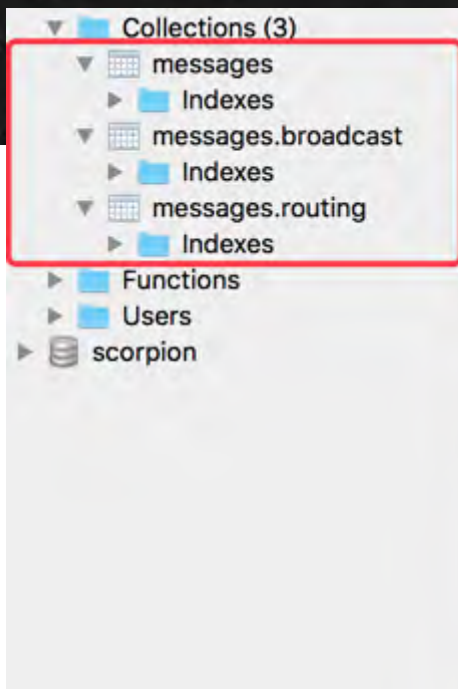 Collections (3)
messages
Indexes
messages.broadcast
Indexes
messages.routing
Indexes
Functions
Users
scorpion